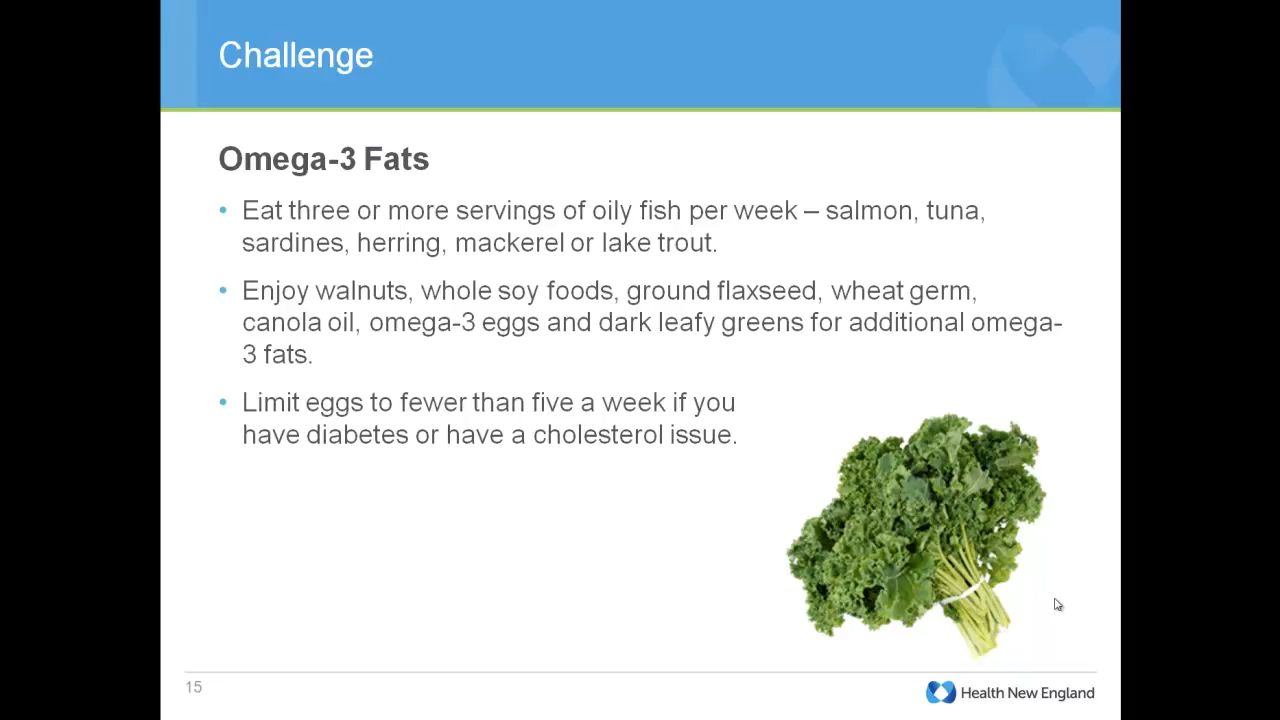 Challenge
Omega-3 Fats
• Eat three or more servings of oily fish per week – salmon, tuna,
sardines, herring, mackerel or lake trout.
• Enjoy walnuts, whole soy foods, ground flaxseed, wheat germ,
canola oil, omega-3 eggs and dark leafy greens for additional omega-
3 fats.
• Limit eggs to fewer than five a week if you
have diabetes or have a cholesterol issue.
15
Health New England